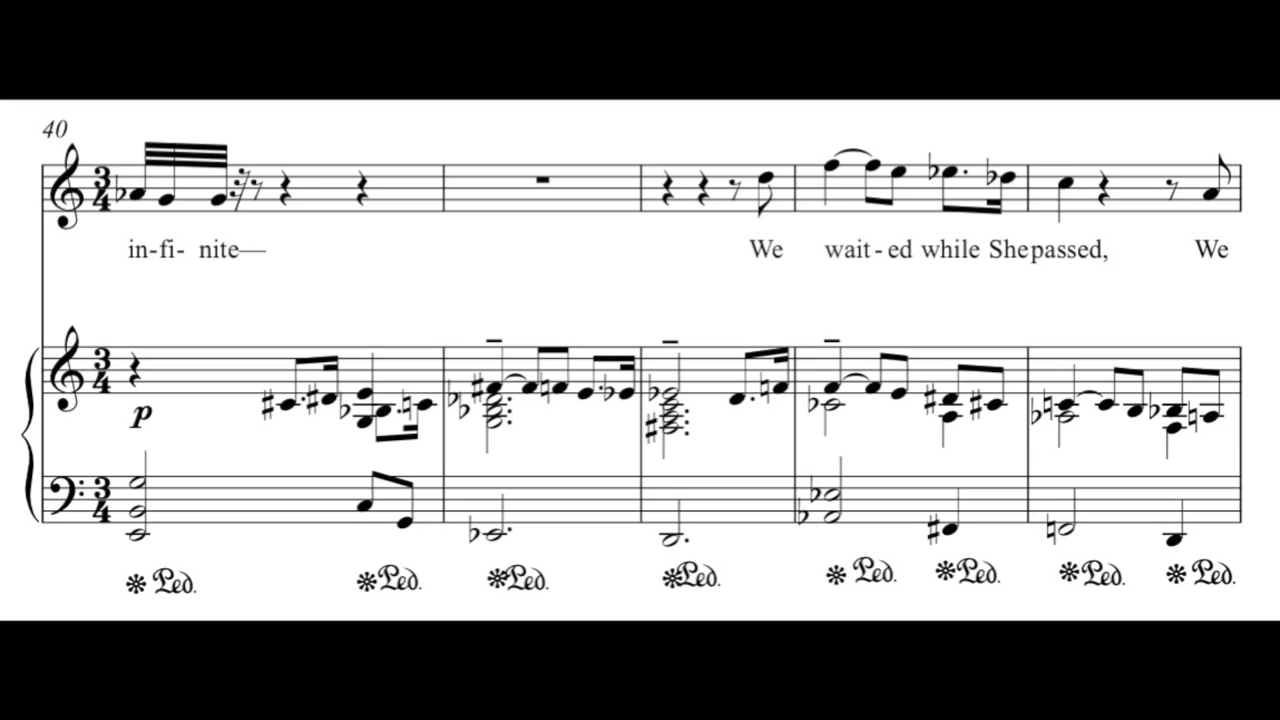 40
in-fi- nite— We wait-ed while She passed, We
p
Ped. Ped. Ped. Ped. Ped. Ped. Ped. Ped.